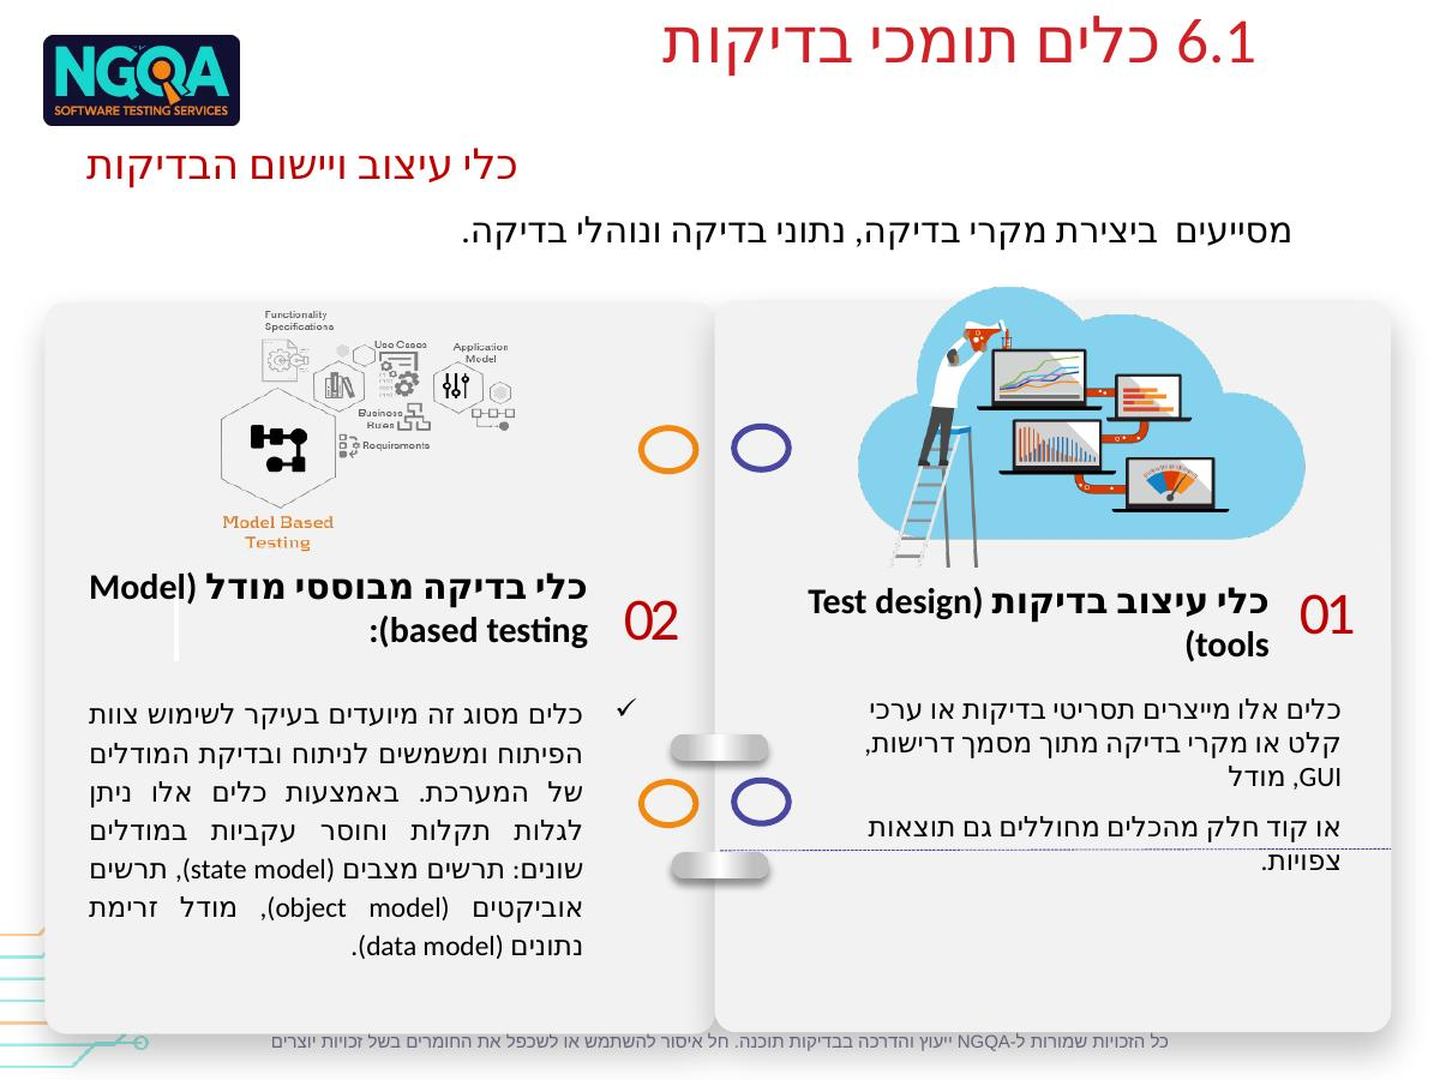 6.1 כלים תומכי בדיקות
NGQA
SOFTWARE TESTING SERVICES
כלי עיצוב ויישום הבדיקות
מסייעים ביצירת מקרי בדיקה, נתוני בדיקה ונוהלי בדיקה.
01
כלי עיצוב בדיקות (Test design
tools)
כלים אלו מייצרים תסריטי בדיקות או ערכי
קלט או מקרי בדיקה מתוך מסמך דרישות,
GUI, מודל
או קוד חלק מהכלים מחוללים גם תוצאות
צפויות.
Functionality
Specifications
Use Cases
Application
Model
Business
Rules
Requirements
Model Based
Testing
02
כלי בדיקה מבוססי מודל (Model
based testing):
✓ כלים מסוג זה מיועדים בעיקר לשימוש צוות
הפיתוח ומשמשים לניתוח ובדיקת המודלים
של המערכת. באמצעות כלים אלו ניתן
לגלות תקלות וחוסר עקביות במודלים
שונים: תרשים מצבים (state model), תרשים
אוביקטים (object model), מודל זרימת
נתונים (data model).
כל הזכויות שמורות ל-NGQA ייעוץ והדרכה בבדיקות תוכנה. חל איסור להשתמש או לשכפל את החומרים בשל זכויות יוצרים